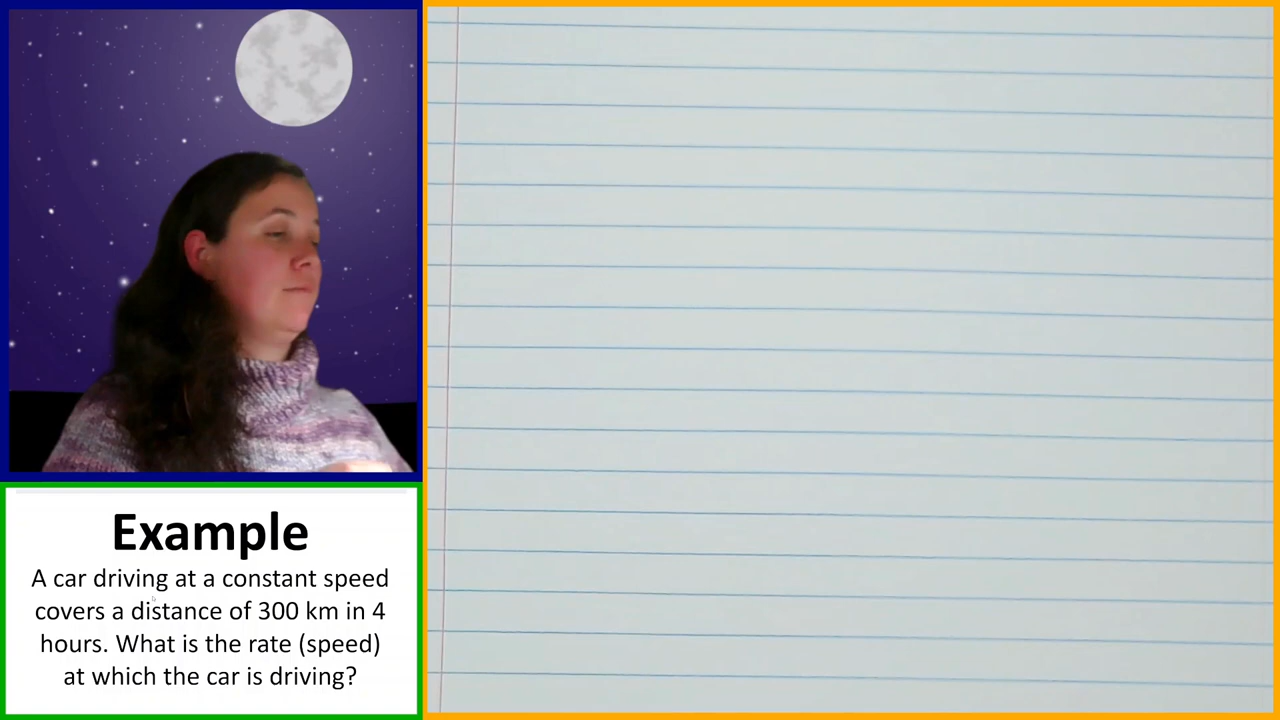 Example
A car driving at a constant speed
covers a distance of 300 km in 4
hours. What is the rate (speed)
at which the car is driving?